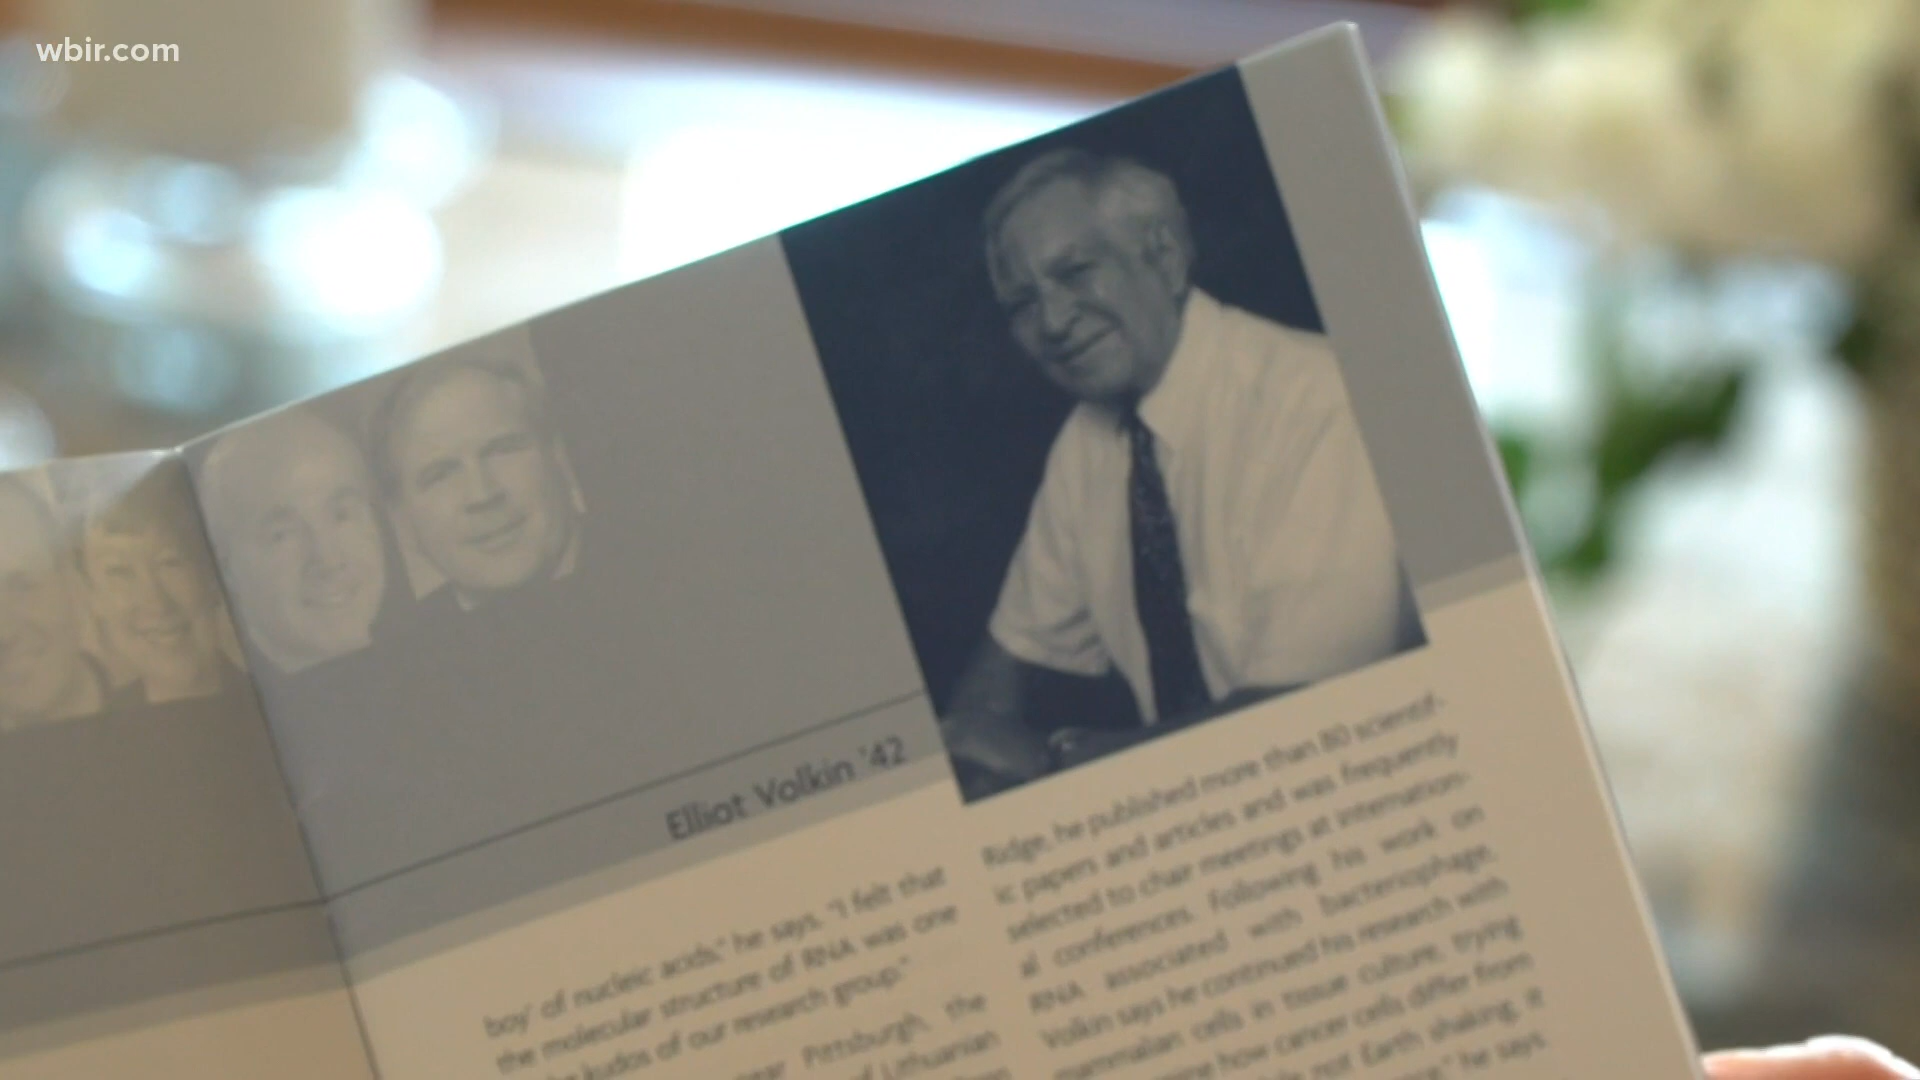 wbir.com
Elliot Volkin '42
boy' of nucleic acids," he says. "I felt that
the molecular structure of RNA was one
kudos of our research group."
Pittsburgh, the
of Lithuanian
Ridge, he published more than 80 scientif-
ic papers and articles and was frequently
selected to chair meetings at internation-
al conferences. Following his work on
RNA associated with bacteriophage,
Volkin says he continued his research with
mammalian cells in tissue culture, trying
how cancer cells differ from
not Earth shaking, it
he says.